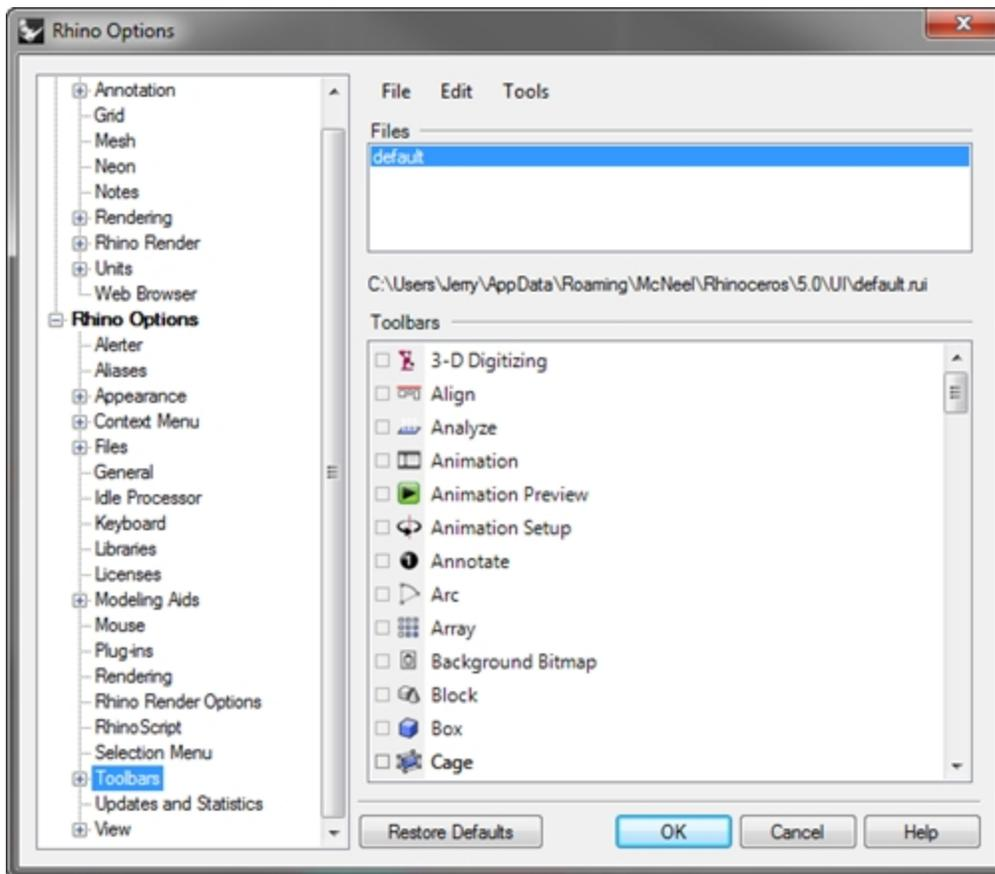 Rhino Options
Annotation
Grid
Mesh
Neon
Notes
Rendering
Rhino Render
Units
Web Browser
Rhino Options
Alerter
Aliases
Appearance
Context Menu
Files
General
Idle Processor
Keyboard
Libraries
Licenses
Modeling Aids
Mouse
Plug-ins
Rendering
Rhino Render Options
RhinoScript
Selection Menu
Toolbars
Updates and Statistics
View
File Edit Tools
Files
default
C:\Users\Jerry\AppData\Roaming\McNeel\Rhinoceros\5.0\UI\default.rui
Toolbars
3-D Digitizing
Align
Analyze
Animation
Animation Preview
Animation Setup
Annotate
Arc
Array
Background Bitmap
Block
Box
Cage
Restore Defaults OK Cancel Help